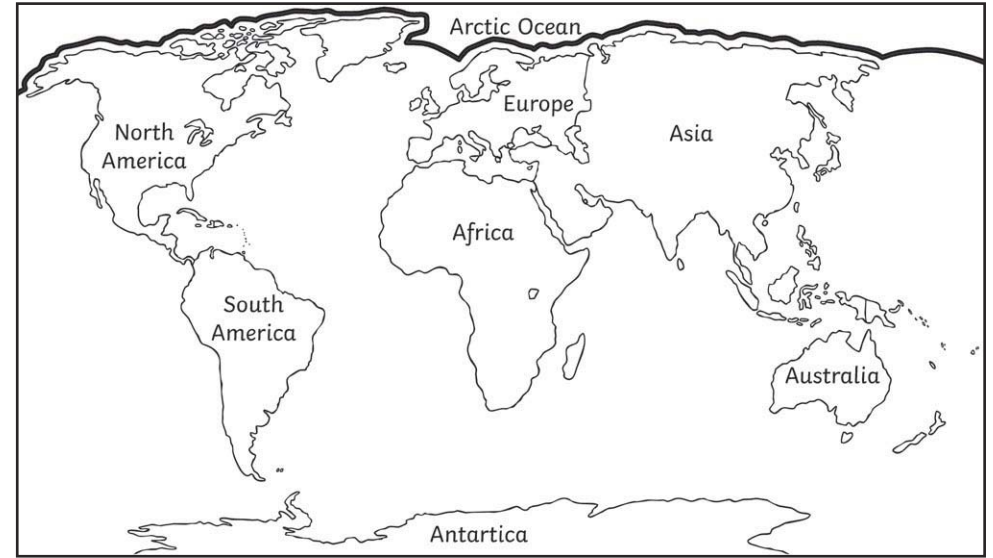 Arctic Ocean
Europe
North
America
Asia
Africa
South
America
Australia
Antartica